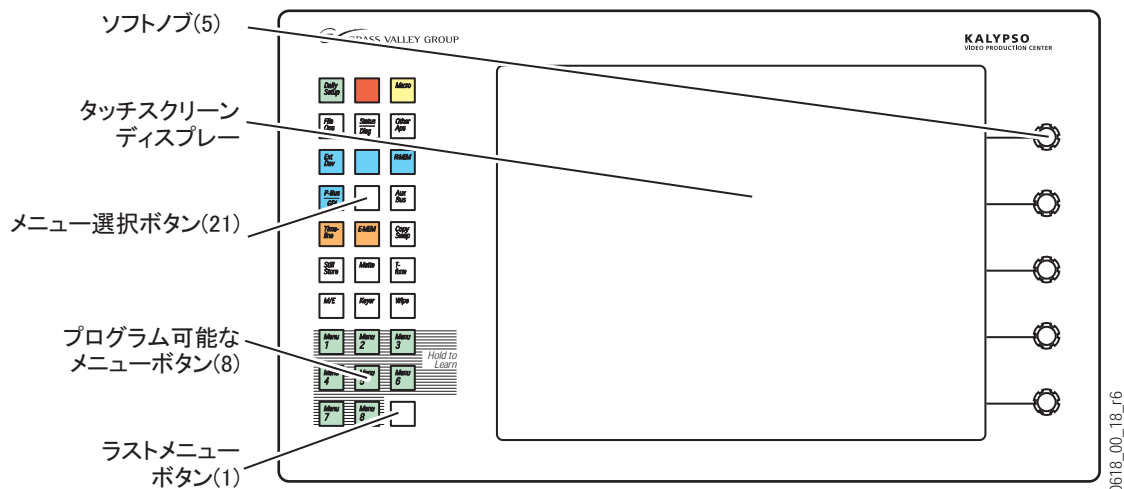 ソフトノブ(5)
タッチスクリーン
ディスプレー
メニュー選択ボタン(21)
プログラム可能な
メニューボタン(8)
ラストメニュー
ボタン(1)
GRASS VALLEY GROUP
KALYPSO
VIDEO PRODUCTION CENTER
Daily
Setup
Macro
File
Ops
Status
Diag
Other
Aps
Ext
Dev
R-MEM
P-Bus
GPI
Aux
Bus
Time-
line
E-MEM
Copy
Swap
Still
Store
Matte
T-
form
M/E
Keyer
Wipe
Menu
1
Menu
2
Menu
3
Hold to
Learn
Menu
4
Menu
5
Menu
6
Menu
7
Menu
8
0618_00_18_r6